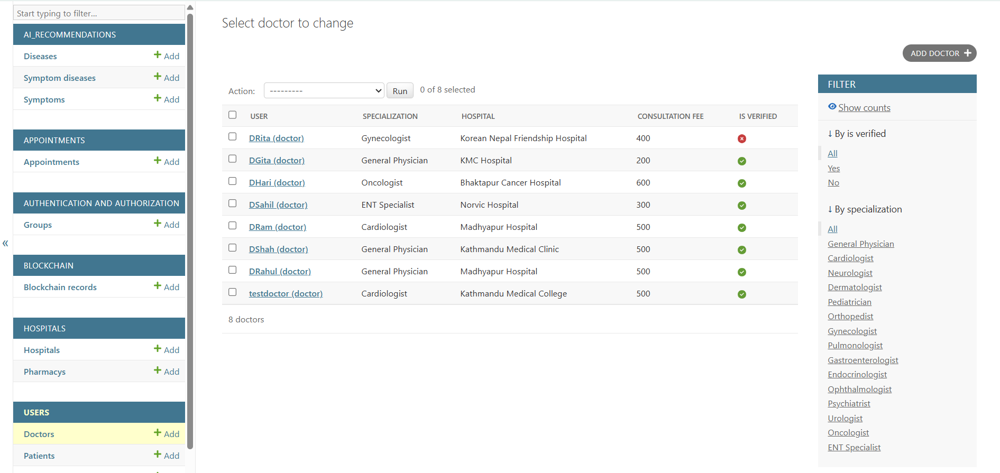 Start typing to filter...
AI_RECOMMENDATIONS
Diseases Add
Symptom diseases Add
Symptoms Add
APPOINTMENTS
Appointments Add
AUTHENTICATION AND AUTHORIZATION
Groups Add
«
BLOCKCHAIN
Blockchain records Add
HOSPITALS
Hospitals Add
Pharmacys Add
USERS
Doctors Add
Patients Add
Select doctor to change
ADD DOCTOR
Action: --------- Run 0 of 8 selected
USER SPECIALIZATION HOSPITAL CONSULTATION FEE IS VERIFIED
DRita (doctor) Gynecologist Korean Nepal Friendship Hospital 400
DGita (doctor) General Physician KMC Hospital 200
DHari (doctor) Oncologist Bhaktapur Cancer Hospital 600
DSahil (doctor) ENT Specialist Norvic Hospital 300
DRam (doctor) Cardiologist Madhyapur Hospital 500
DShah (doctor) General Physician Kathmandu Medical Clinic 500
DRahul (doctor) General Physician Madhyapur Hospital 500
testdoctor (doctor) Cardiologist Kathmandu Medical College 500
8 doctors
FILTER
Show counts
↓ By is verified
All
Yes
No
↓ By specialization
All
General Physician
Cardiologist
Neurologist
Dermatologist
Pediatrician
Orthopedist
Gynecologist
Pulmonologist
Gastroenterologist
Endocrinologist
Ophthalmologist
Psychiatrist
Urologist
Oncologist
ENT Specialist